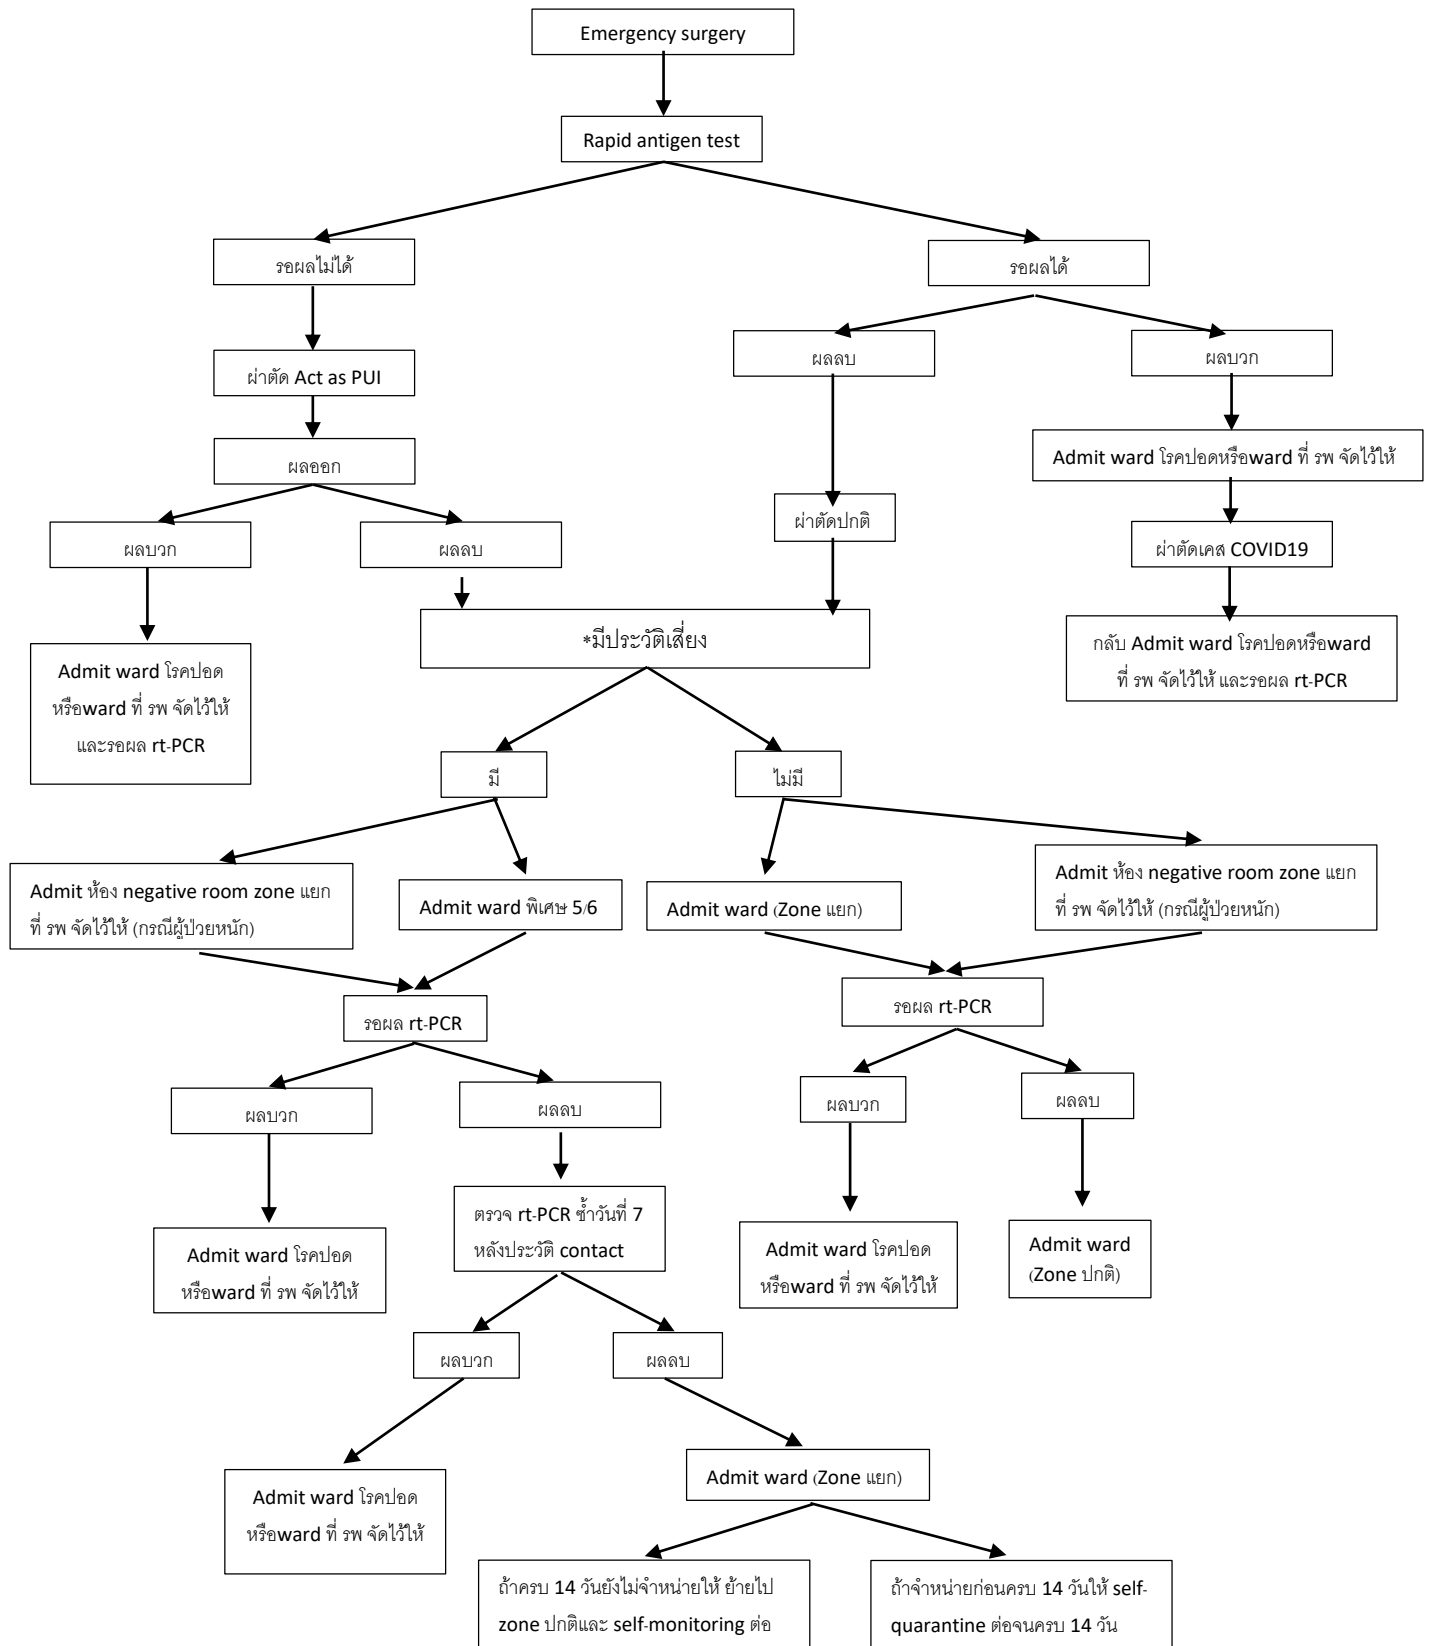 Emergency surgery
Rapid antigen test
รอผลไม่ได้
รอผลได้
ผลลบ
ผลบวก
ผ่าตัด Act as PUI
ผลออก
Admit ward โรคปอดหรือward ที่ รพ จัดไว้ให้
ผ่าตัดปกติ
ผลบวก
ผลลบ
ผ่าตัดเคส COVID19
*มีประวัติเสี่ยง
กลับ Admit ward โรคปอดหรือward
ที่ รพ จัดไว้ให้ และรอผล rt-PCR
Admit ward โรคปอด
หรือward ที่ รพ จัดไว้ให้
และรอผล rt-PCR
มี
ไม่มี
Admit ห้อง negative room zone แยก
ที่ รพ จัดไว้ให้ (กรณีผู้ป่วยหนัก)
Admit ward พิเศษ 5/6
Admit ward (Zone แยก)
Admit ห้อง negative room zone แยก
ที่ รพ จัดไว้ให้ (กรณีผู้ป่วยหนัก)
รอผล rt-PCR
รอผล rt-PCR
ผลบวก
ผลลบ
ผลบวก
ผลลบ
ตรวจ rt-PCR ซ้ำวันที่ 7
หลังประวัติ contact
Admit ward โรคปอด
หรือward ที่ รพ จัดไว้ให้
Admit ward โรคปอด
หรือward ที่ รพ จัดไว้ให้
Admit ward
(Zone ปกติ)
ผลบวก
ผลลบ
Admit ward โรคปอด
หรือward ที่ รพ จัดไว้ให้
Admit ward (Zone แยก)
ถ้าครบ 14 วันยังไม่จำหน่ายให้ ย้ายไป
zone ปกติและ self-monitoring ต่อ
ถ้าจำหน่ายก่อนครบ 14 วันให้ self-
quarantine ต่อจนครบ 14 วัน